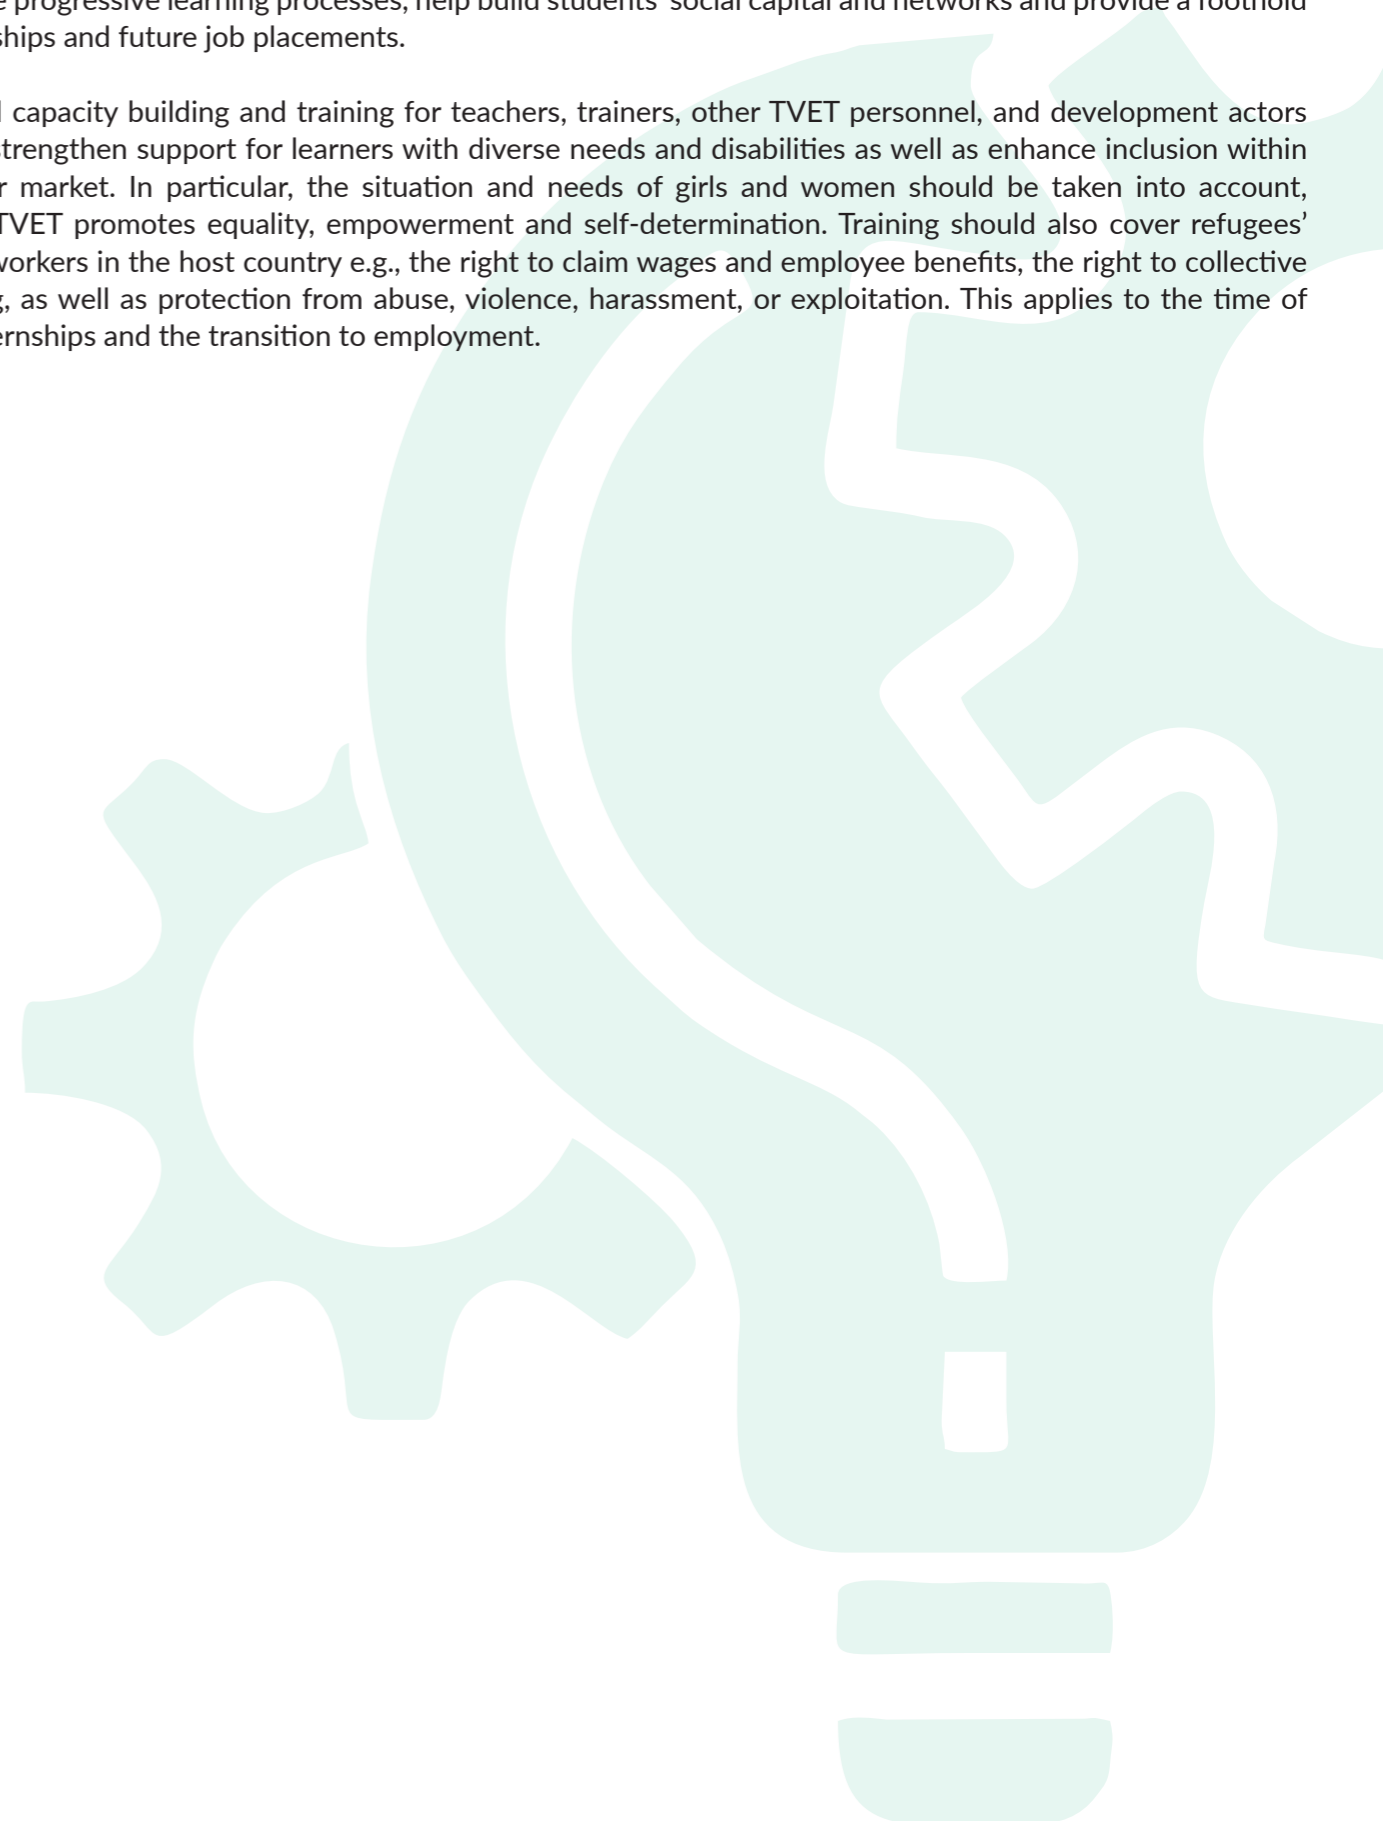 progressive learning processes, help build students' social capital and networks and provide a foothold
ships and future job placements.
capacity building and training for teachers, trainers, other TVET personnel, and development actors
strengthen support for learners with diverse needs and disabilities as well as enhance inclusion within
r market. In particular, the situation and needs of girls and women should be taken into account,
TVET promotes equality, empowerment and self-determination. Training should also cover refugees’
workers in the host country e.g., the right to claim wages and employee benefits, the right to collective
g, as well as protection from abuse, violence, harassment, or exploitation. This applies to the time of
ernships and the transition to employment.